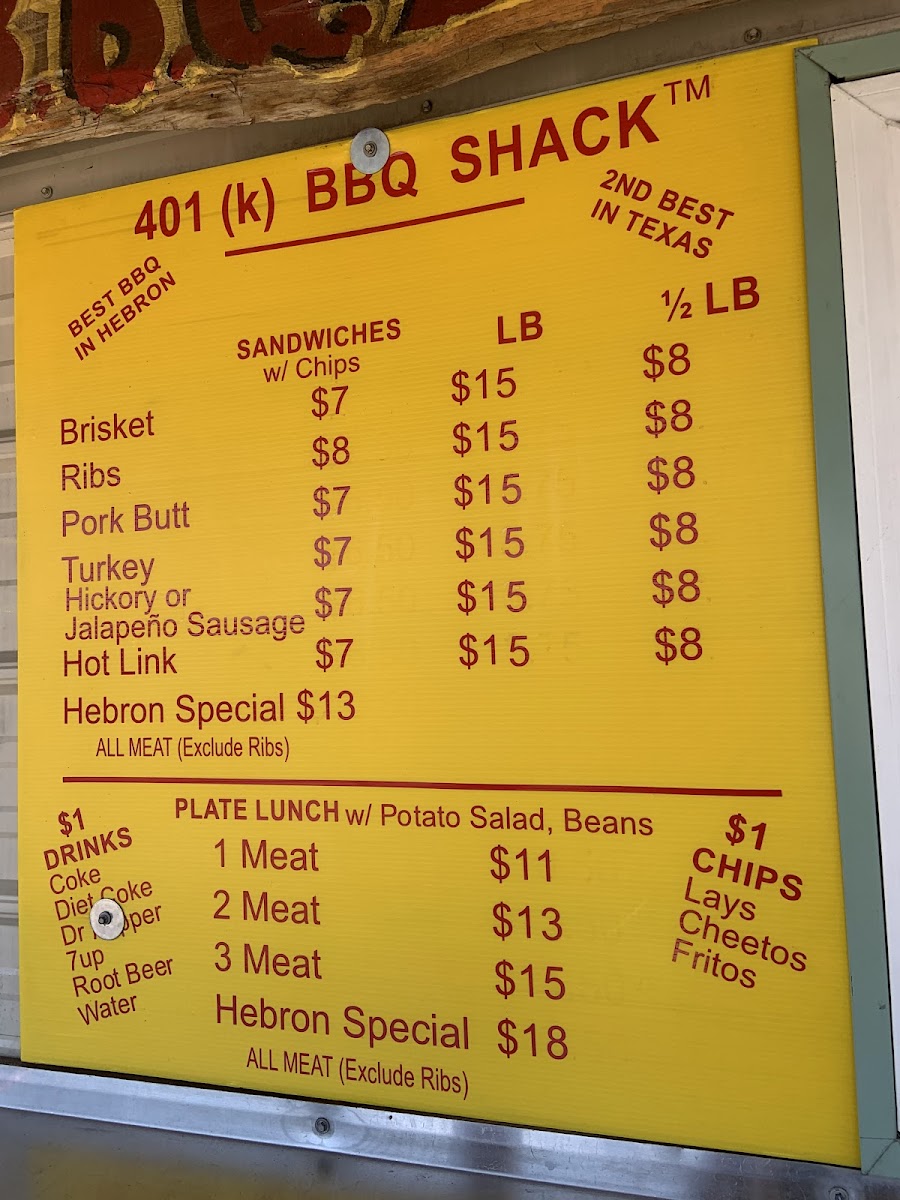 B.Q.
401 (k) BBQ SHACK™
BEST BBQ
IN HEBRON
2ND BEST
IN TEXAS
SANDWICHES LB ½ LB
w/ Chips
Brisket $7 $15 $8
Ribs $8 $15 $8
Pork Butt $7 $15 $8
Turkey $7 $15 $8
Hickory or
Jalapeño Sausage $7 $15 $8
Hot Link $7 $15 $8
Hebron Special $13
ALL MEAT (Exclude Ribs)
$1
DRINKS
Coke
Diet Coke
Dr Pepper
7up
Root Beer
Water
PLATE LUNCH w/ Potato Salad, Beans
1 Meat $11
2 Meat $13
3 Meat $15
Hebron Special $18
ALL MEAT (Exclude Ribs)
$1
CHIPS
Lays
Cheetos
Fritos